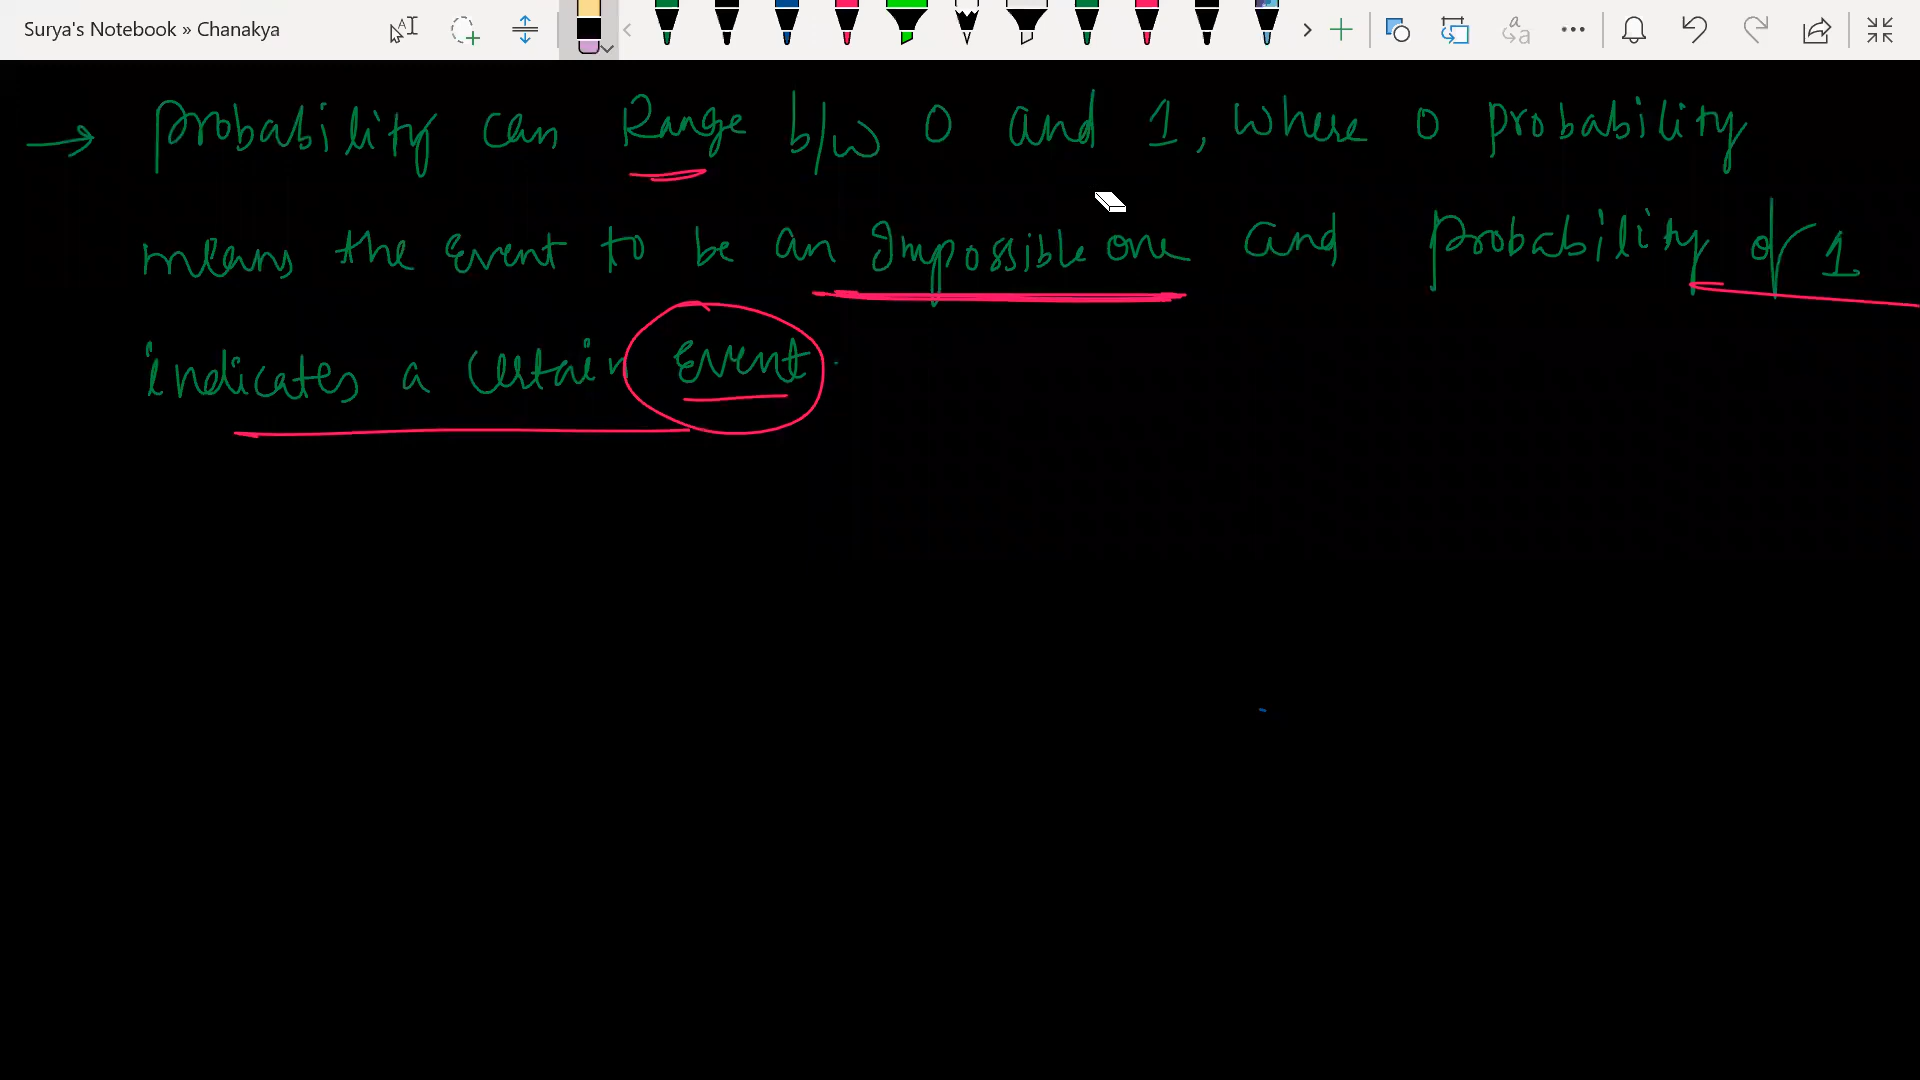 Surya's Notebook » Chanakya
→ Probability can Range b/w 0 and 1, where 0 probability
means the Event to be an Impossible one and Probability of 1
indicates a Certain Event.